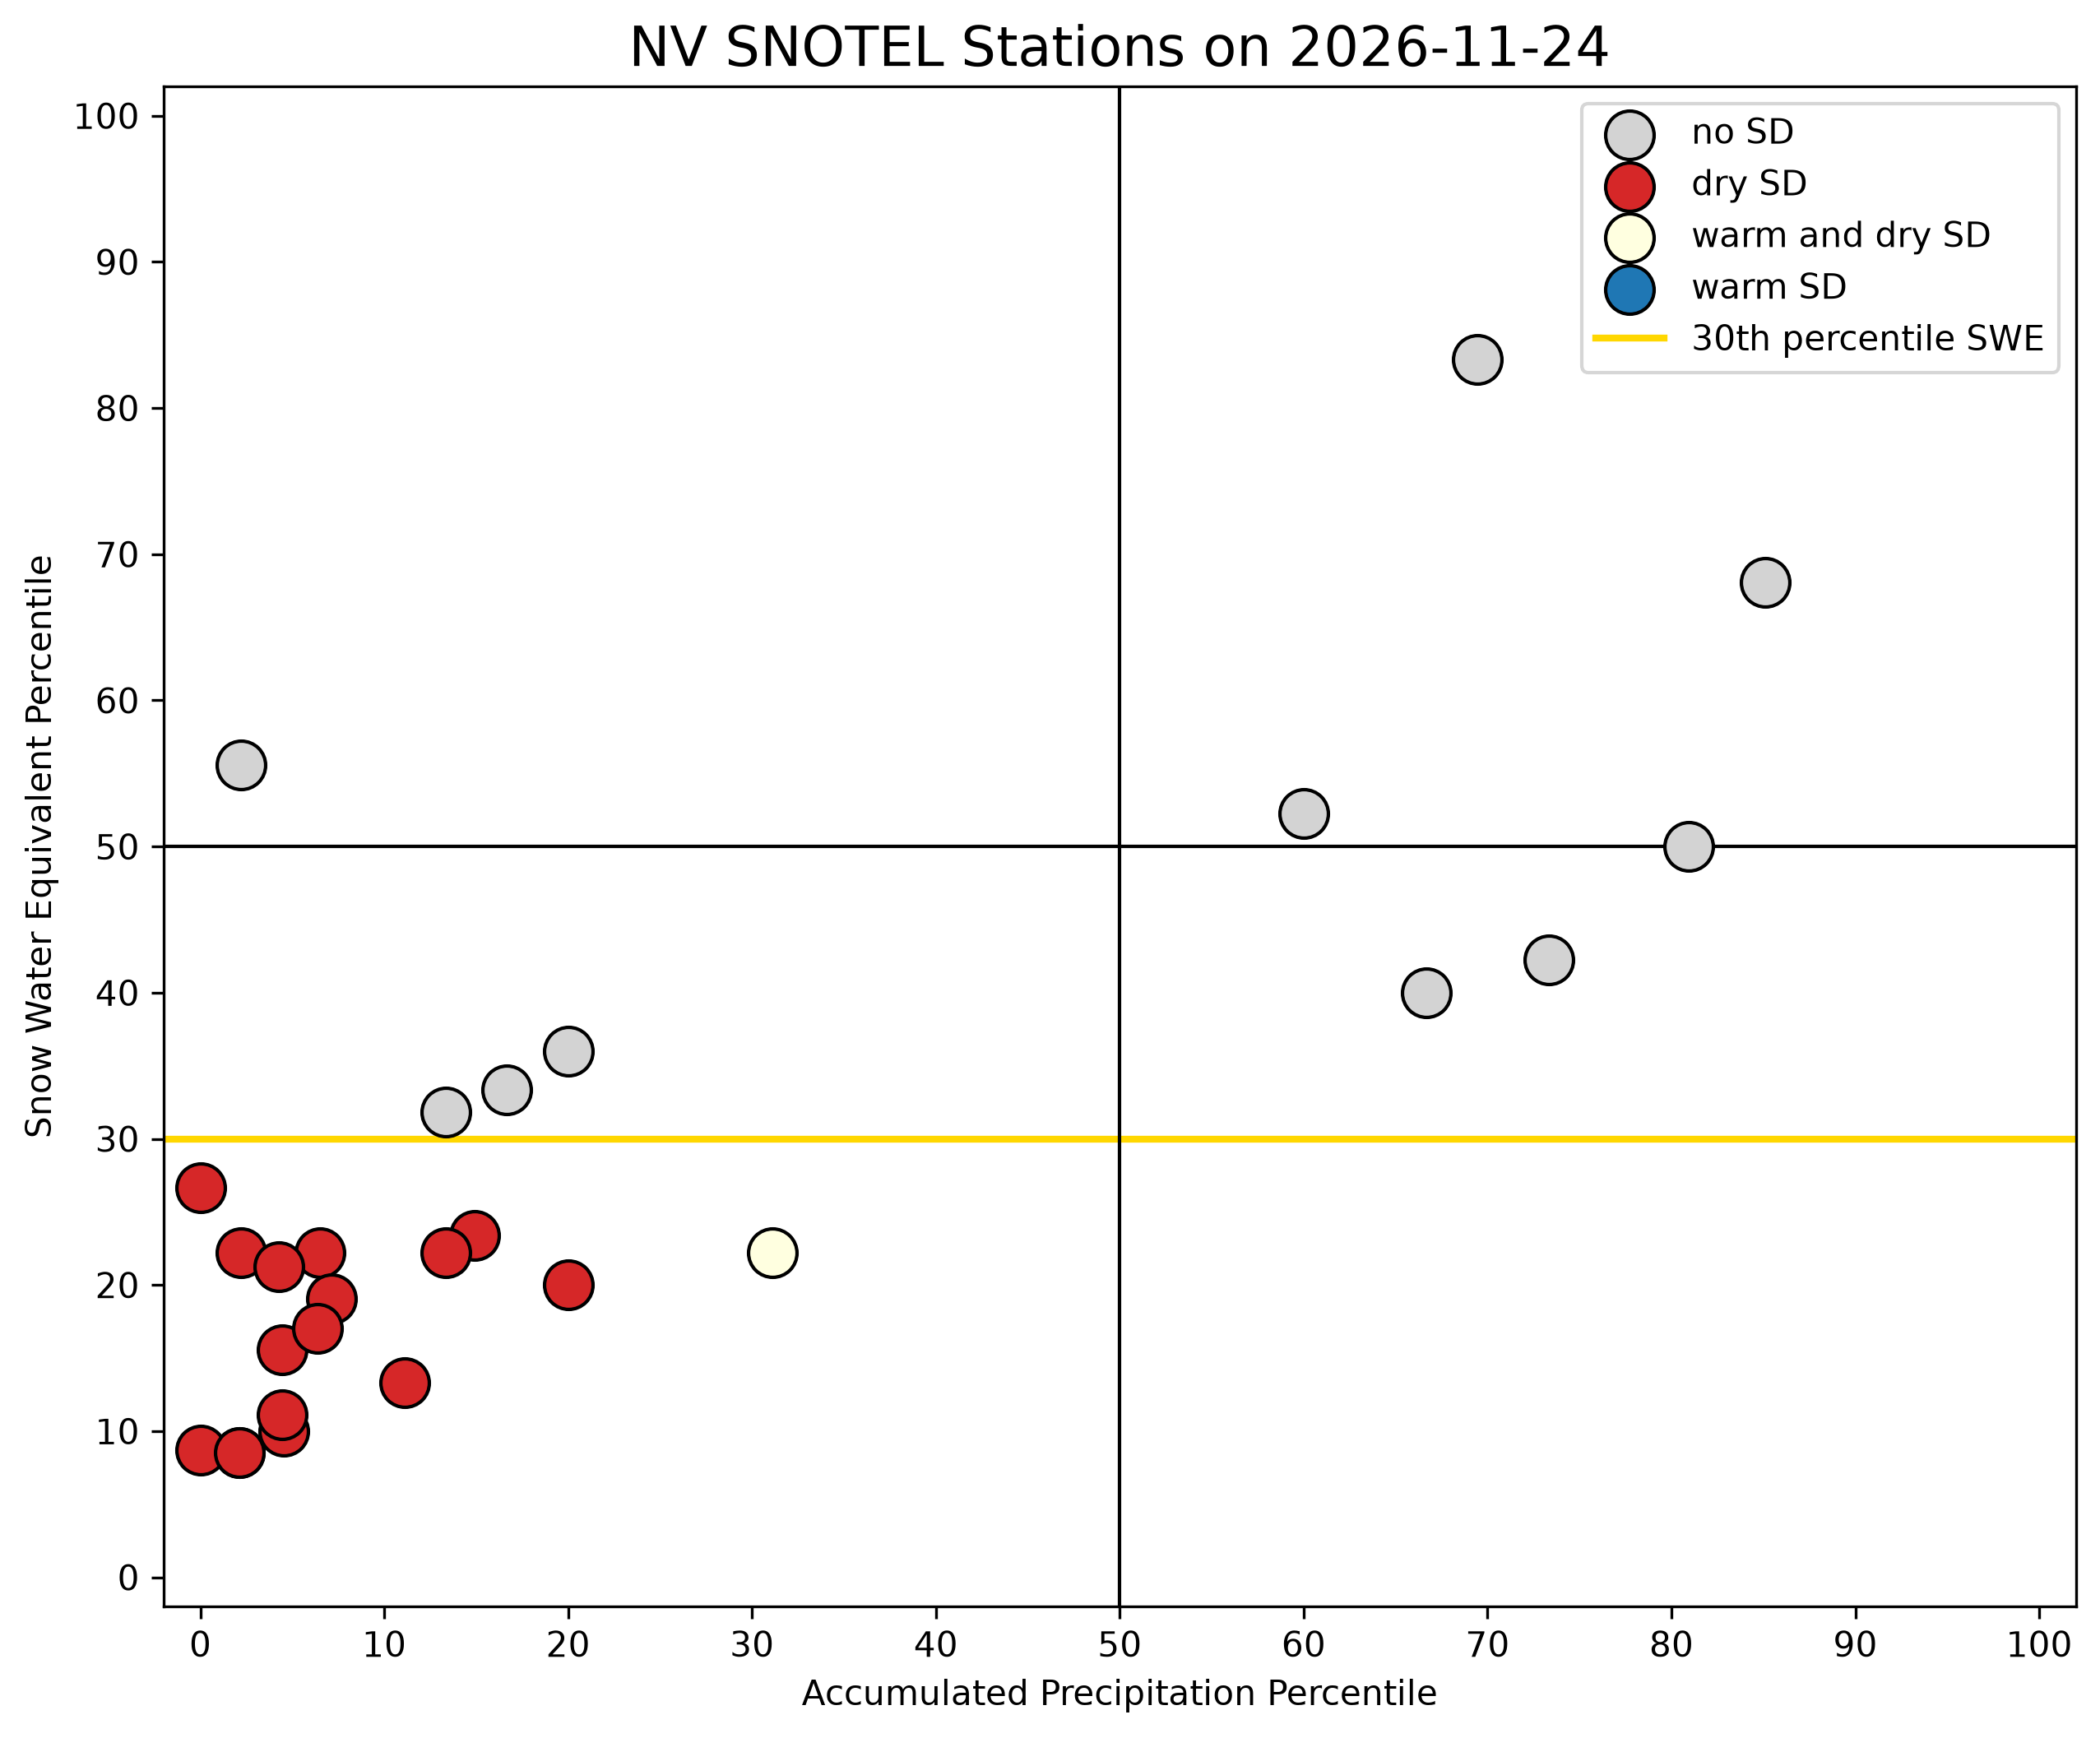 NV SNOTEL Stations on 2026-11-24
no SD
dry SD
warm and dry SD
warm SD
30th percentile SWE
Snow Water Equivalent Percentile
100
90
80
70
60
50
40
30
20
10
0
0 10 20 30 40 50 60 70 80 90 100
Accumulated Precipitation Percentile